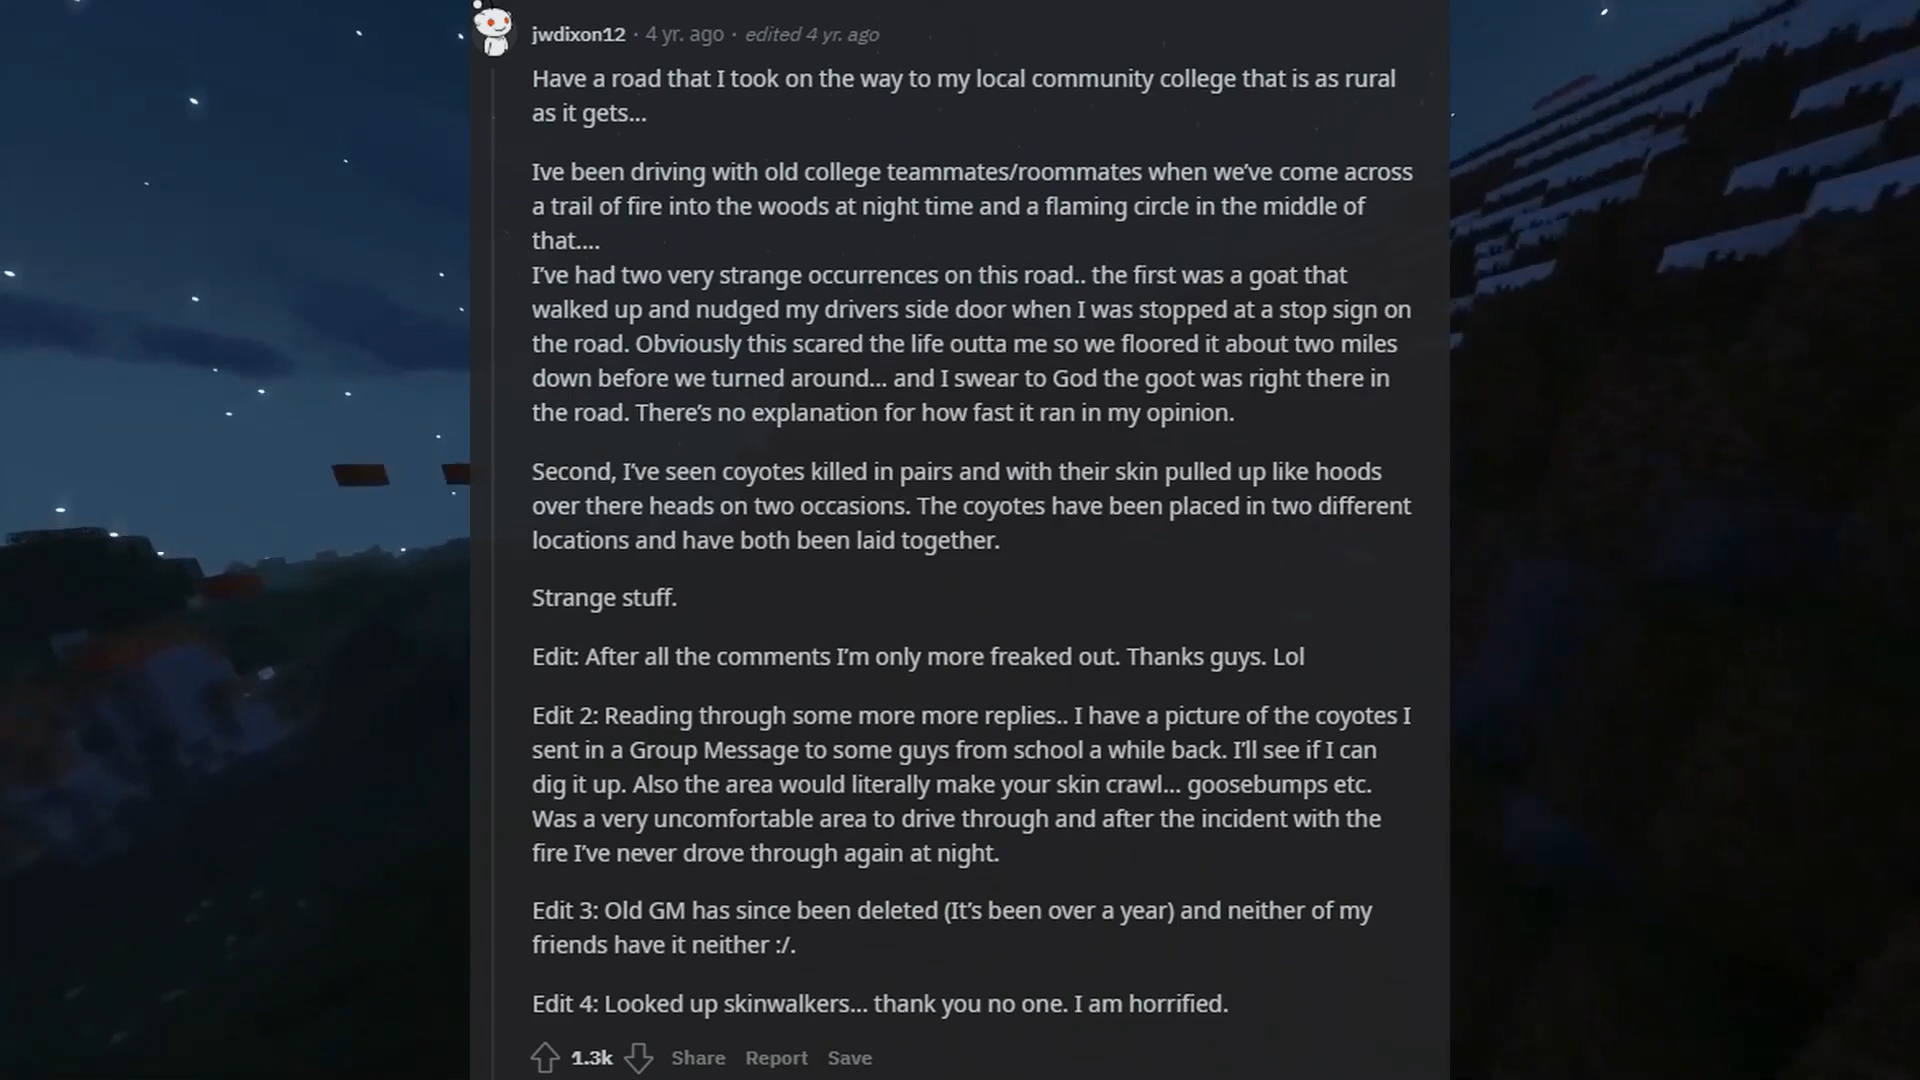 jwdixon12 · 4 yr. ago · edited 4 yr. ago
Have a road that I took on the way to my local community college that is as rural
as it gets...
Ive been driving with old college teammates/roommates when we’ve come across
a trail of fire into the woods at night time and a flaming circle in the middle of
that....
I’ve had two very strange occurrences on this road.. the first was a goat that
walked up and nudged my drivers side door when I was stopped at a stop sign on
the road. Obviously this scared the life outta me so we floored it about two miles
down before we turned around... and I swear to God the goot was right there in
the road. There’s no explanation for how fast it ran in my opinion.
Second, I’ve seen coyotes killed in pairs and with their skin pulled up like hoods
over there heads on two occasions. The coyotes have been placed in two different
locations and have both been laid together.
Strange stuff.
Edit: After all the comments I’m only more freaked out. Thanks guys. Lol
Edit 2: Reading through some more more replies.. I have a picture of the coyotes I
sent in a Group Message to some guys from school a while back. I’ll see if I can
dig it up. Also the area would literally make your skin crawl... goosebumps etc.
Was a very uncomfortable area to drive through and after the incident with the
fire I’ve never drove through again at night.
Edit 3: Old GM has since been deleted (It’s been over a year) and neither of my
friends have it neither :/.
Edit 4: Looked up skinwalkers... thank you no one. I am horrified.
1.3k Share Report Save